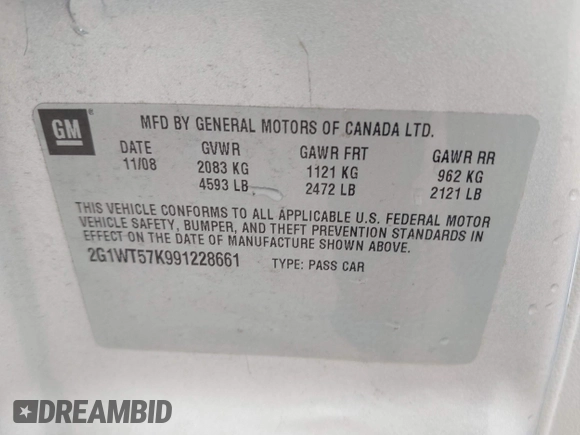 GM
MFD BY GENERAL MOTORS OF CANADA LTD.
DATE GVWR GAWR FRT GAWR RR
11/08 2083 KG 1121 KG 962 KG
4593 LB 2472 LB 2121 LB
THIS VEHICLE CONFORMS TO ALL APPLICABLE U.S. FEDERAL MOTOR
VEHICLE SAFETY, BUMPER, AND THEFT PREVENTION STANDARDS IN
EFFECT ON THE DATE OF MANUFACTURE SHOWN ABOVE.
2G1WT57K991228661 TYPE: PASS CAR
DREAMBID